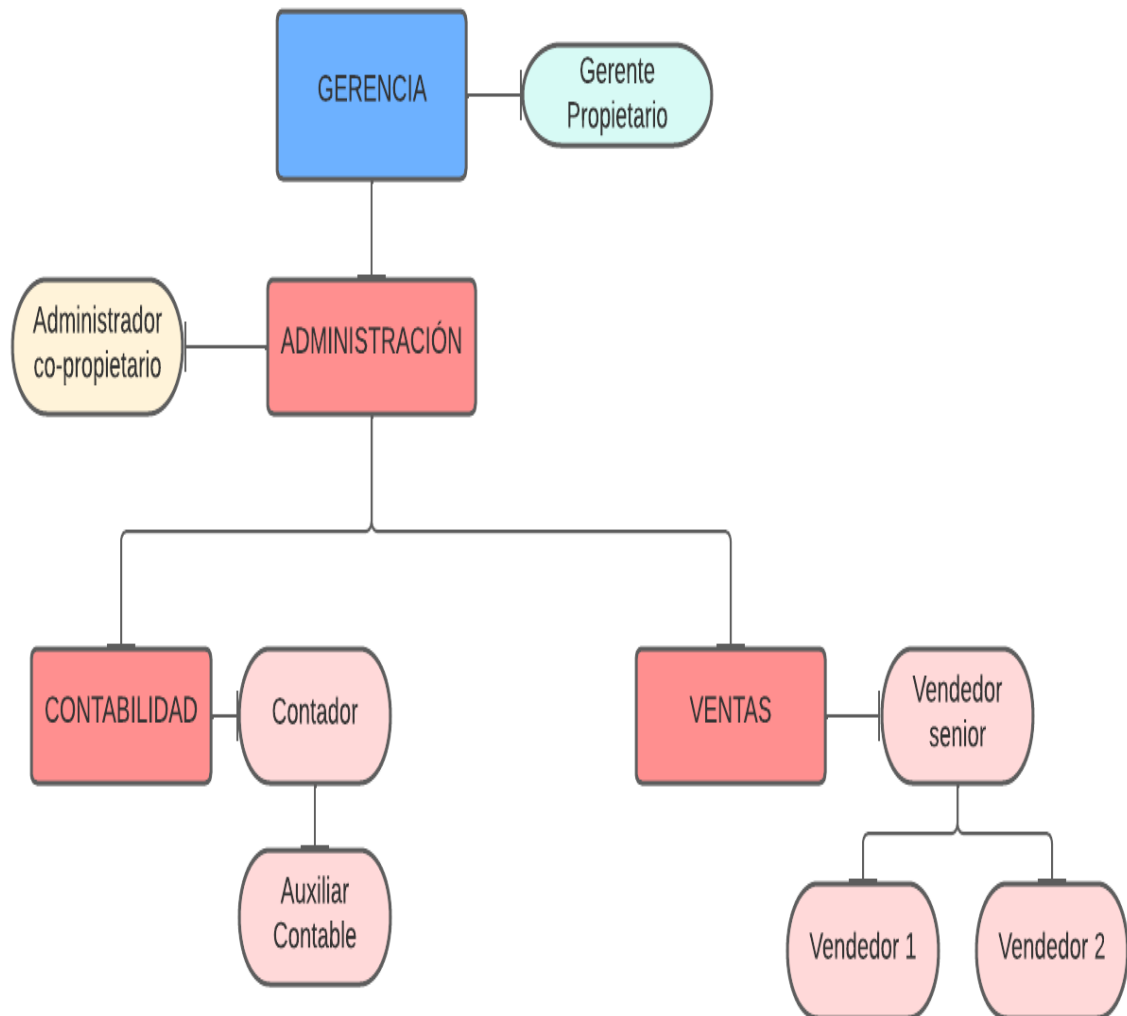 GERENCIA
Gerente
Propietario
Administrador
co-propietario
ADMINISTRACIÓN
CONTABILIDAD
Contador
VENTAS
Vendedor
senior
Auxiliar
Contable
Vendedor 1
Vendedor 2